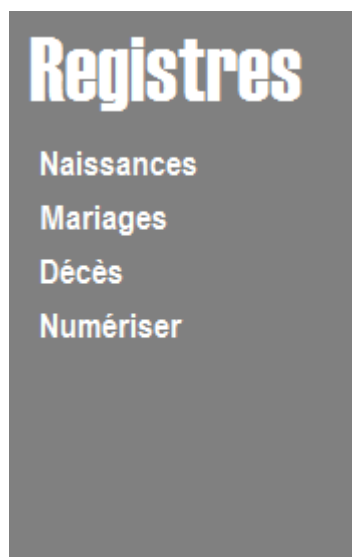 Registres
Naissances
Mariages
Décès
Numériser